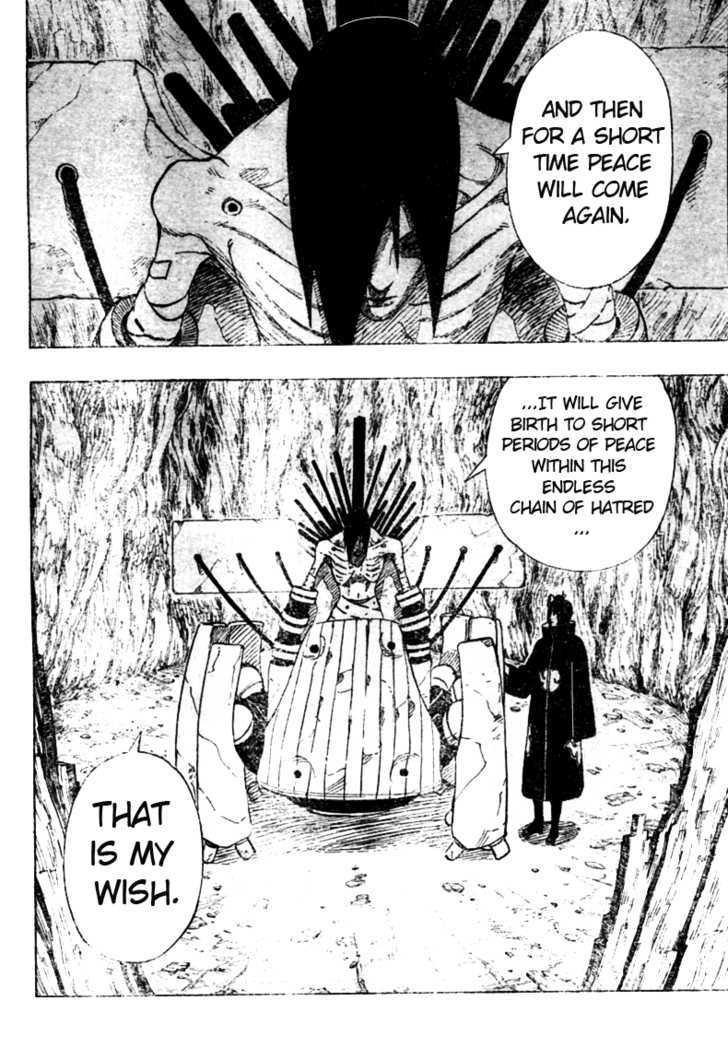 AND THEN
FOR A SHORT
TIME PEACE
WILL COME
AGAIN.
...IT WILL GIVE
BIRTH TO SHORT
PERIODS OF PEACE
WITHIN THIS
ENDLESS
CHAIN OF HATRED
...
THAT
IS MY
WISH.